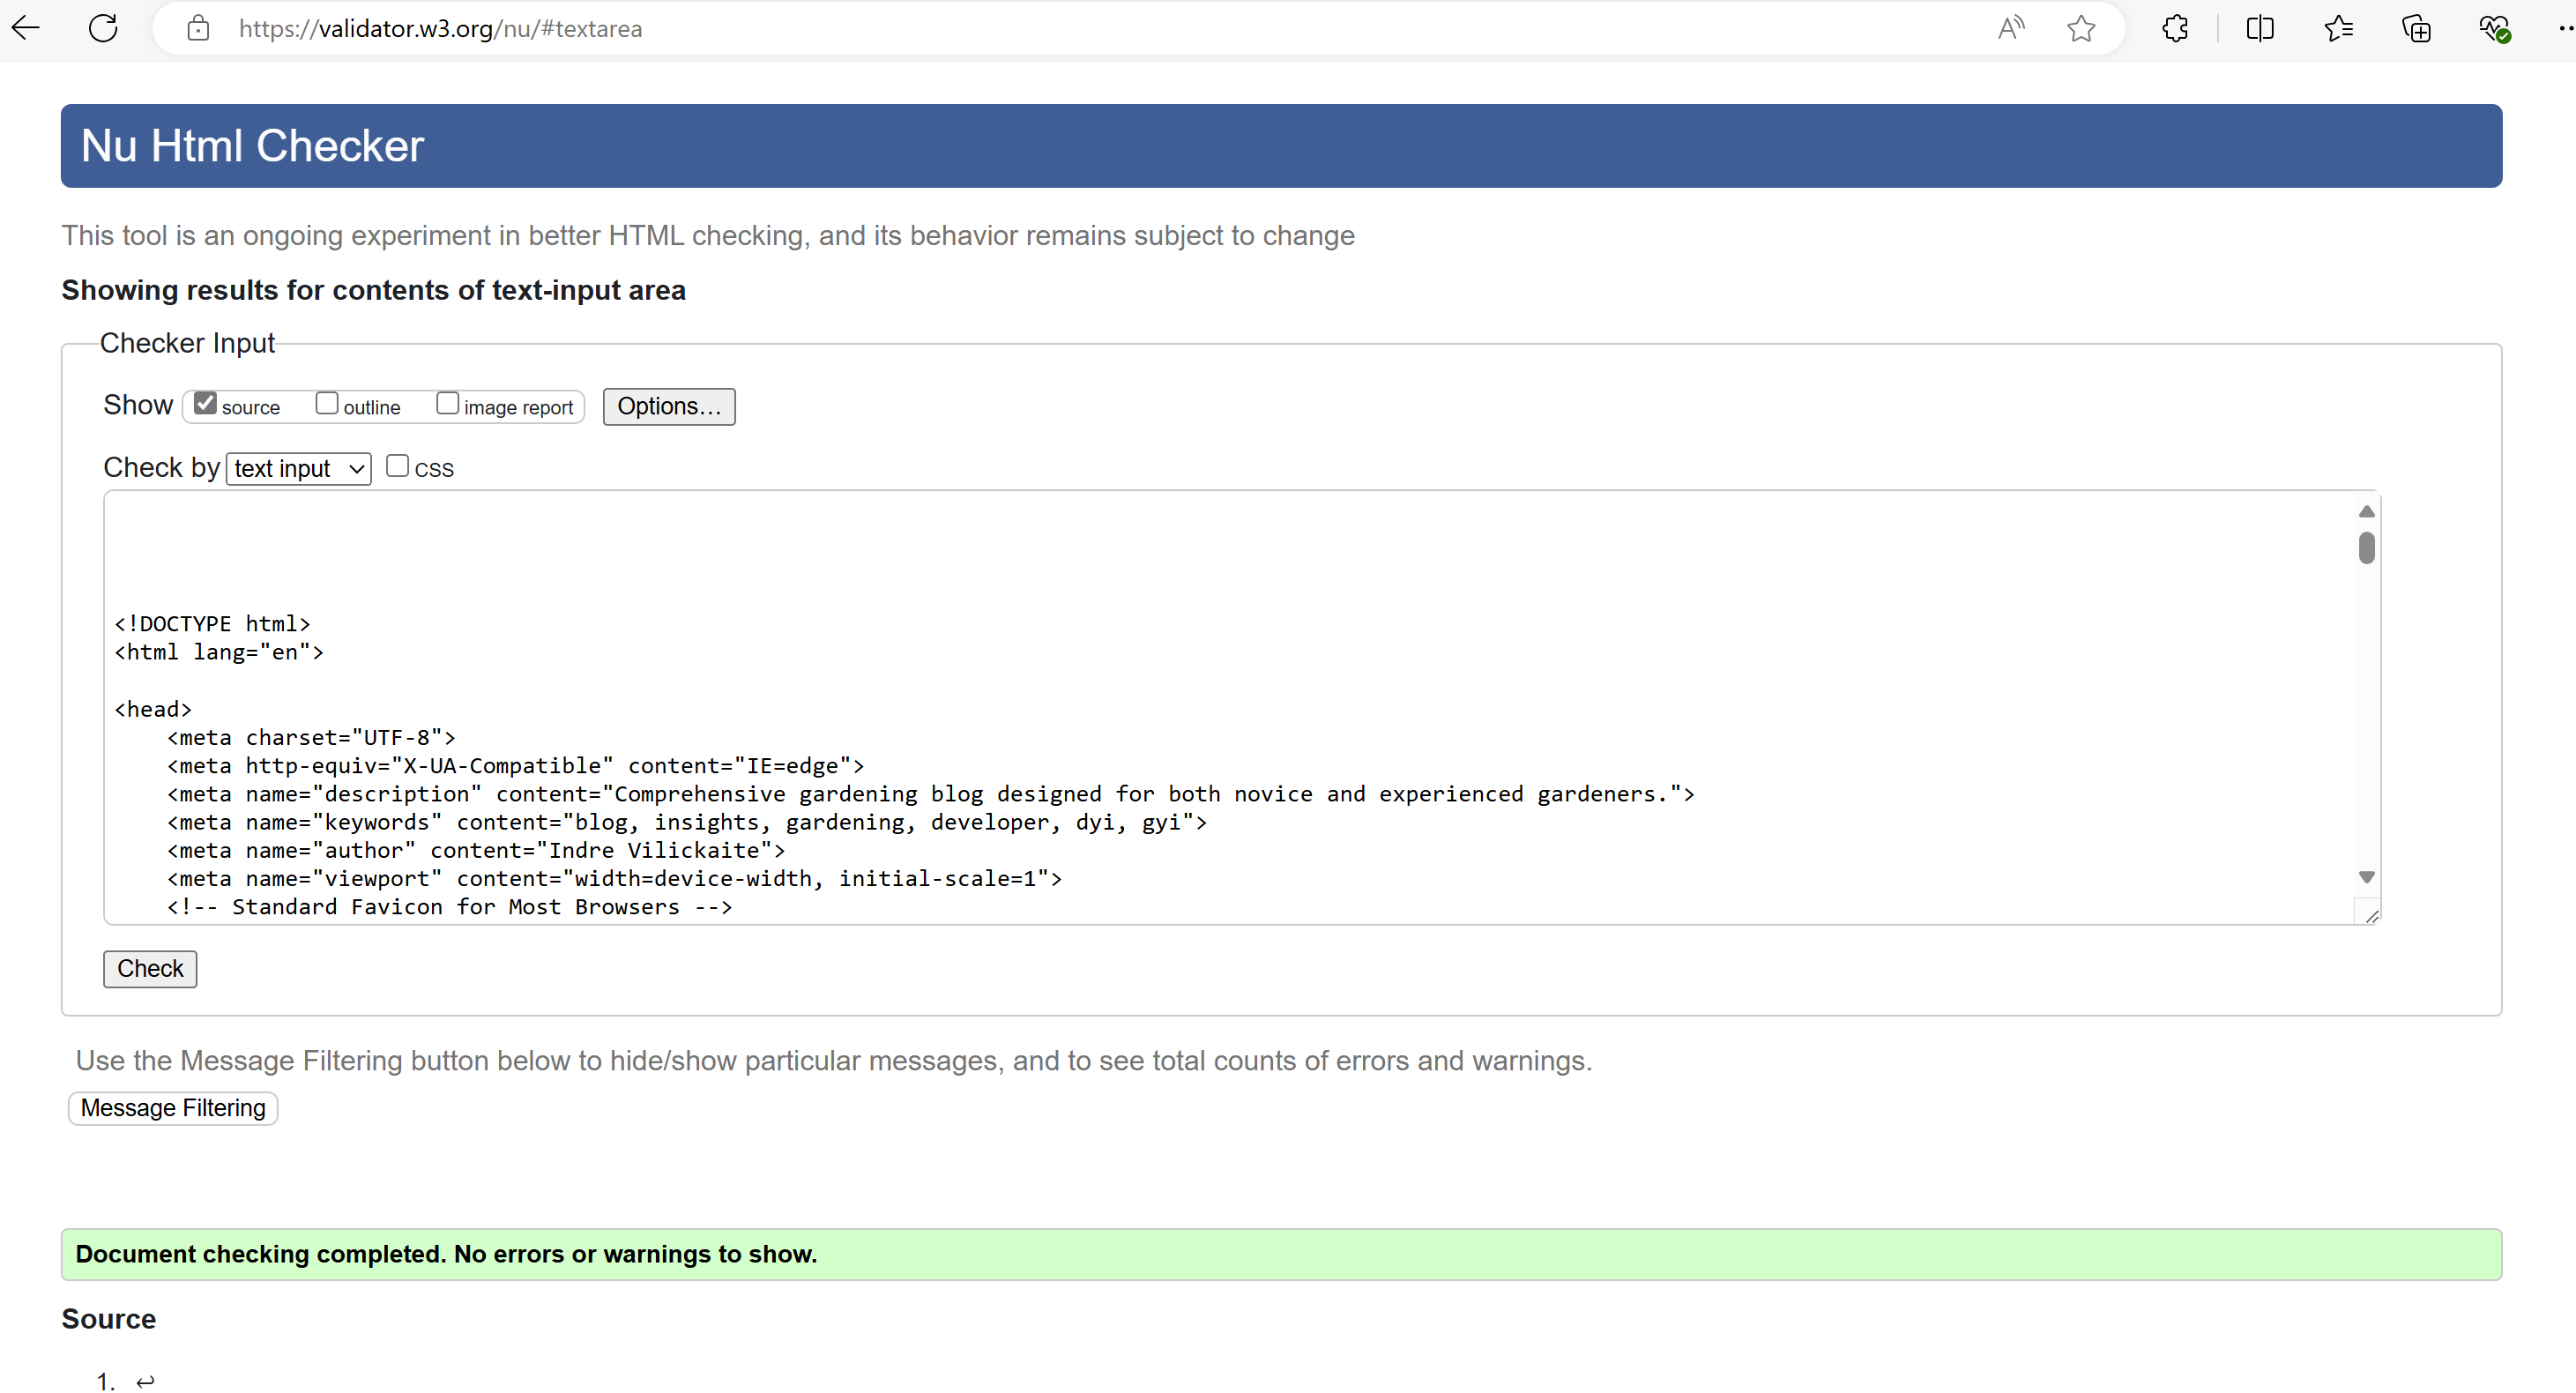 https://validator.w3.org/nu/#textarea
Nu Html Checker
This tool is an ongoing experiment in better HTML checking, and its behavior remains subject to change
Showing results for contents of text-input area
Checker Input
Show source outline image report Options...
Check by text input CSS
<!DOCTYPE html>
<html lang="en">
<head>
<meta charset="UTF-8">
<meta http-equiv="X-UA-Compatible" content="IE=edge">
<meta name="description" content="Comprehensive gardening blog designed for both novice and experienced gardeners.">
<meta name="keywords" content="blog, insights, gardening, developer, dyi, gyi">
<meta name="author" content="Indre Vilickaite">
<meta name="viewport" content="width=device-width, initial-scale=1">
<!-- Standard Favicon for Most Browsers -->
Check
Use the Message Filtering button below to hide/show particular messages, and to see total counts of errors and warnings.
Message Filtering
Document checking completed. No errors or warnings to show.
Source
1. ↩